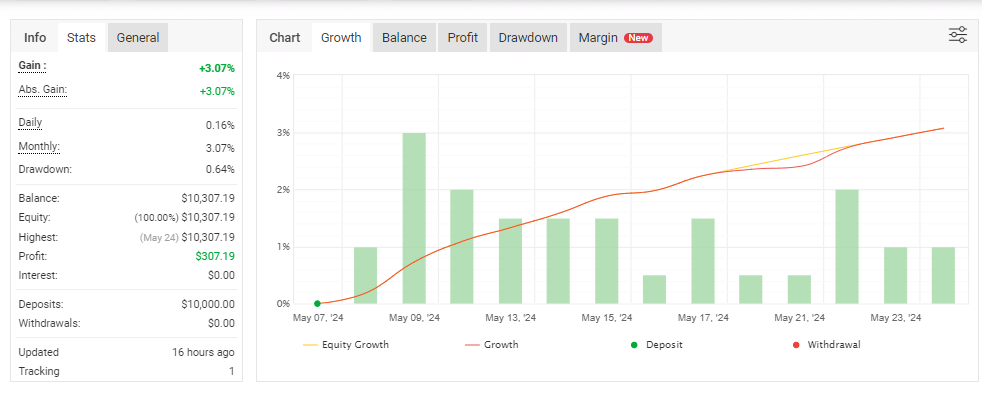 Info Stats General
Gain : +3.07%
Abs. Gain: +3.07%
Daily 0.16%
Monthly: 3.07%
Drawdown: 0.64%
Balance: $10,307.19
Equity: (100.00%) $10,307.19
Highest: (May 24) $10,307.19
Profit: $307.19
Interest: $0.00
Deposits: $10,000.00
Withdrawals: $0.00
Updated 16 hours ago
Tracking 1
Chart Growth Balance Profit Drawdown Margin New
4%
3%
2%
1%
0%
May 07, '24 May 09, '24 May 13, '24 May 15, '24 May 17, '24 May 21, '24 May 23, '24
Equity Growth Growth Deposit Withdrawal